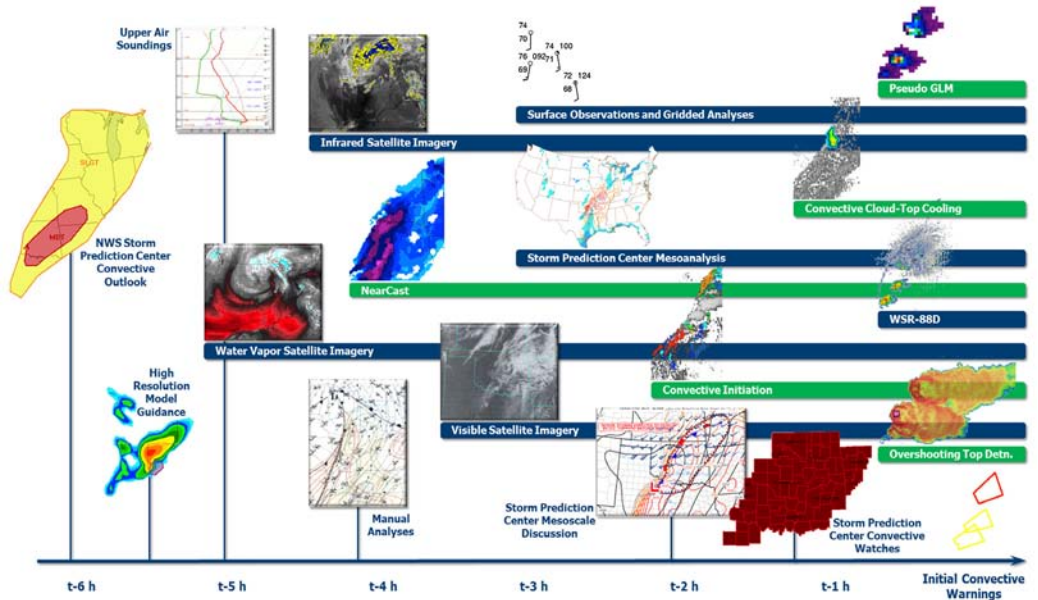 Upper Air
Soundings
74
70
76 092
69
74 100
71
72 124
68
Pseudo GLM
Surface Observations and Gridded Analyses
Infrared Satellite Imagery
SLGT
MDT
NWS Storm
Prediction Center
Convective
Outlook
Convective Cloud-Top Cooling
Storm Prediction Center Mesoanalysis
NearCast
WSR-88D
Water Vapor Satellite Imagery
High
Resolution
Model
Guidance
Convective Initiation
Visible Satellite Imagery
Overshooting Top Detn.
Manual
Analyses
Storm Prediction
Center Mesoscale
Discussion
Storm Prediction
Center Convective
Watches
t-6 h
t-5 h
t-4 h
t-3 h
t-2 h
t-1 h
Initial Convective
Warnings